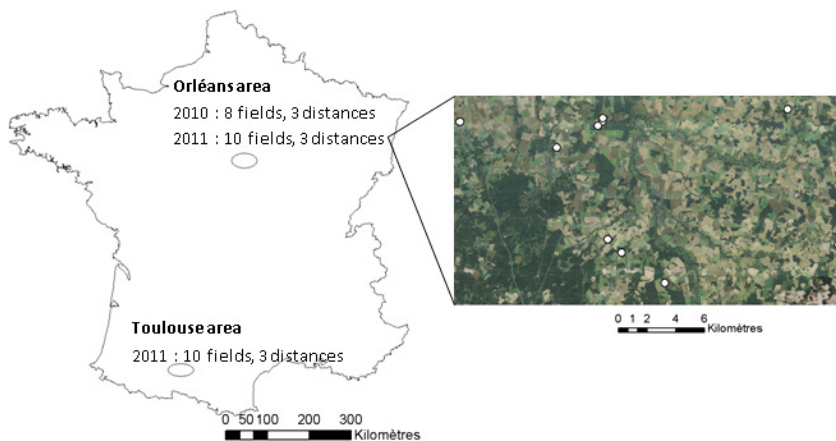 Orléans area
2010 : 8 fields, 3 distances
2011 : 10 fields, 3 distances
Toulouse area
2011 : 10 fields, 3 distances
0 50 100 200 300
Kilomètres
0 1 2 4 6
Kilomètres